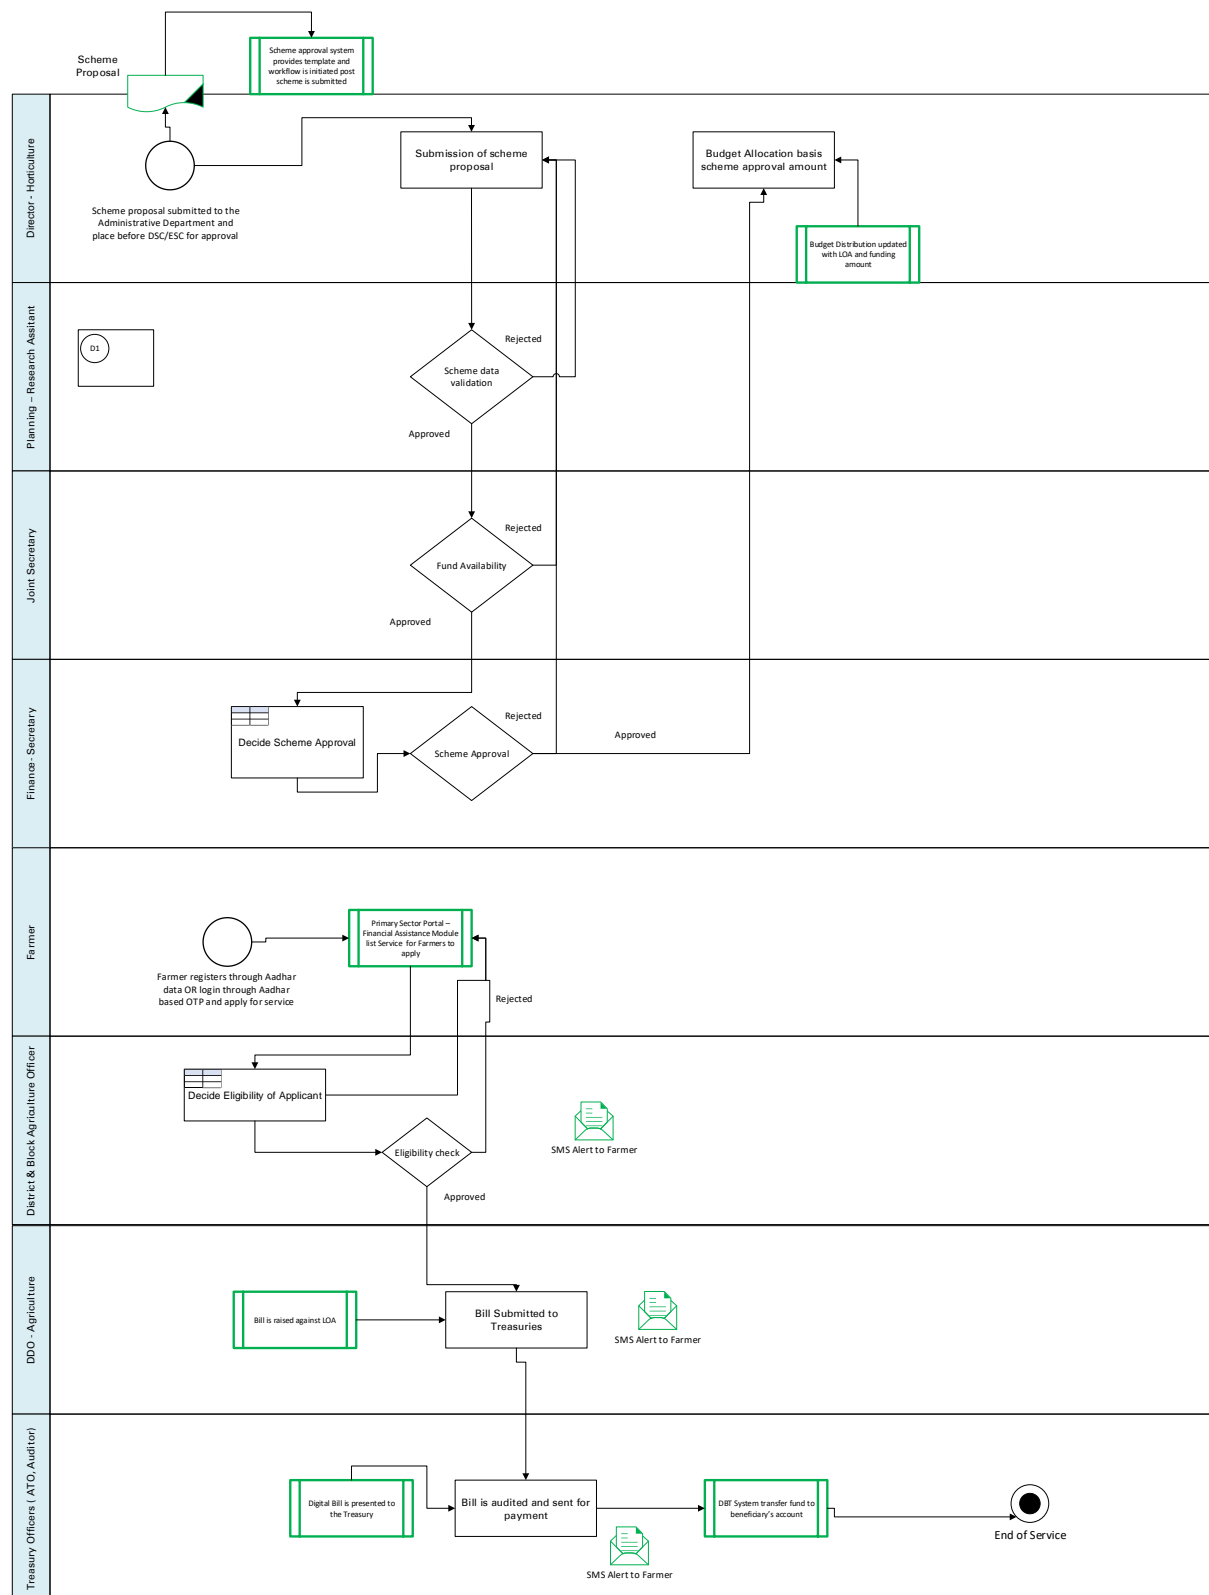 Scheme
Proposal
Scheme approval system
provides template and
workflow is initiated post
scheme is submitted
Director - Horticulture
Submission of scheme
proposal
Budget Allocation basis
scheme approval amount
Scheme proposal submitted to the
Administrative Department and
place before DSC/ESC for approval
Budget Distribution updated
with LOA and funding
amount
Planning – Research Assitant
D1
Rejected
Scheme data
validation
Approved
Joint Secretary
Rejected
Fund Availability
Approved
Finance- Secretary
Rejected
Decide Scheme Approval
Scheme Approval
Approved
Farmer
Primary Sector Portal –
Financial Assistance Module
list Service for Farmers to
apply
Farmer registers through Aadhar
data OR login through Aadhar
based OTP and apply for service
Rejected
District & Block Agriculture Officer
Decide Eligibility of Applicant
Eligibility check
SMS Alert to Farmer
Approved
DDO - Agriculture
Bill is raised against LOA
Bill Submitted to
Treasuries
SMS Alert to Farmer
Treasury Officers ( ATO, Auditor)
Digital Bill is presented to
the Treasury
Bill is audited and sent for
payment
DBT System transfer fund to
beneficiary's account
End of Service
SMS Alert to Farmer